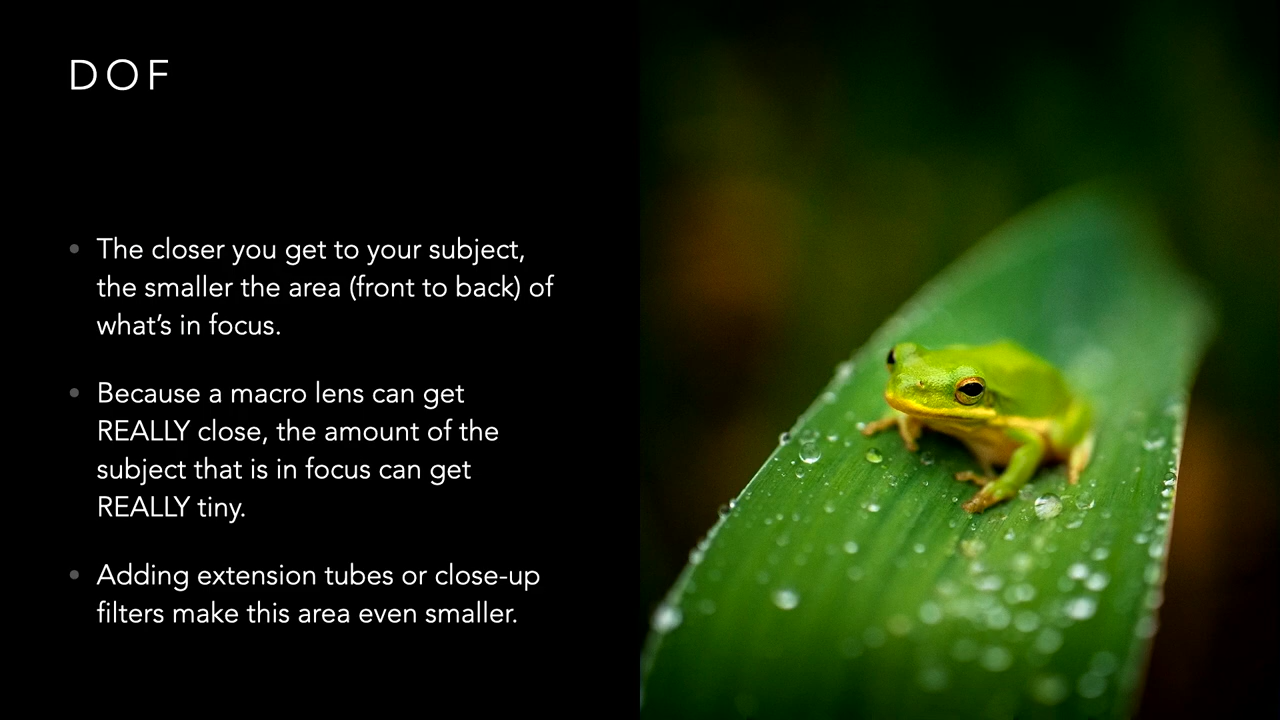 DOF
• The closer you get to your subject,
the smaller the area (front to back) of
what’s in focus.
• Because a macro lens can get
REALLY close, the amount of the
subject that is in focus can get
REALLY tiny.
• Adding extension tubes or close-up
filters make this area even smaller.